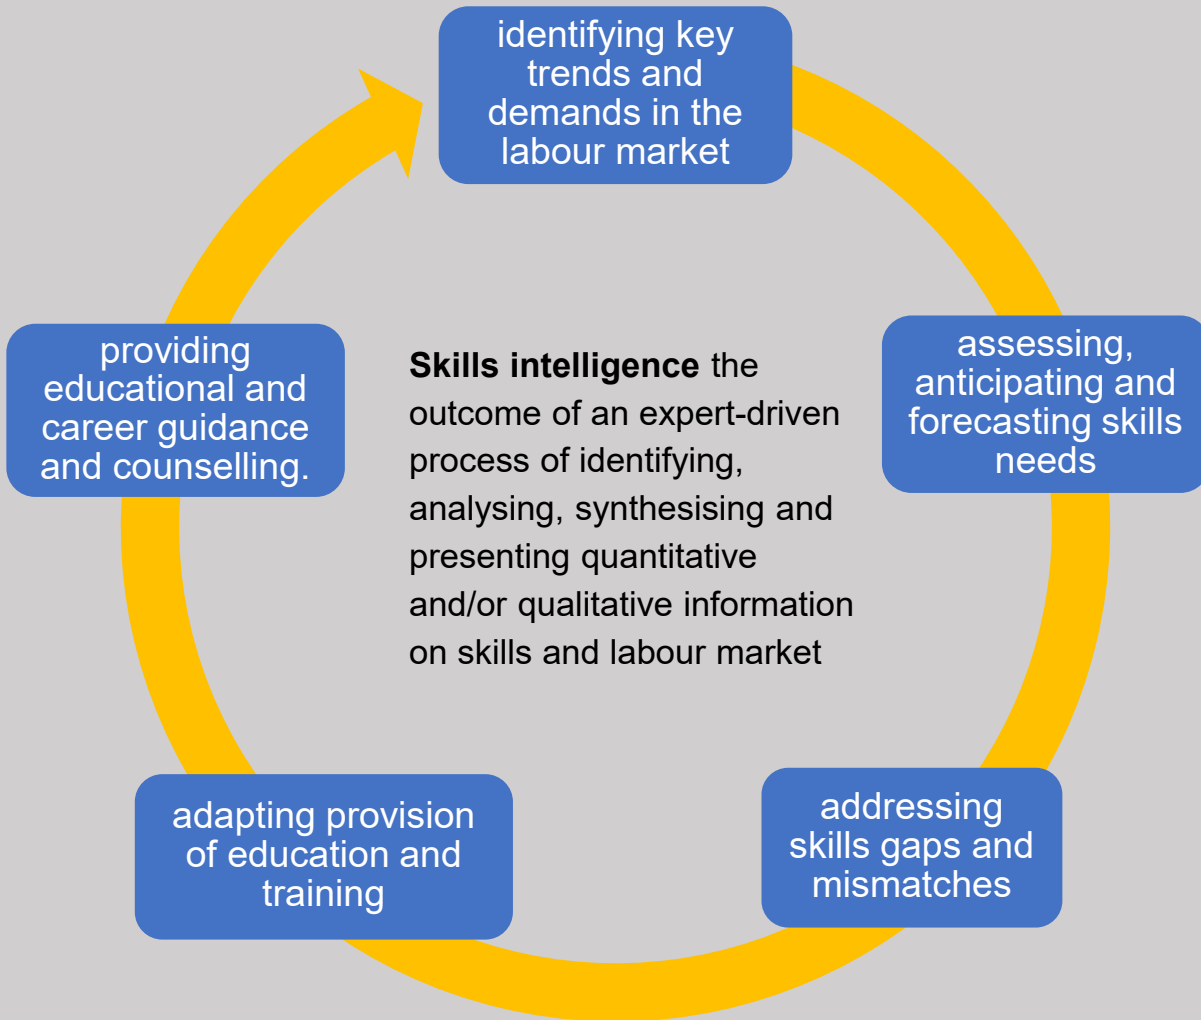 identifying key
trends and
demands in the
labour market
assessing,
anticipating and
forecasting skills
needs
addressing
skills gaps and
mismatches
adapting provision
of education and
training
providing
educational and
career guidance
and counselling.
Skills intelligence the
outcome of an expert-driven
process of identifying,
analysing, synthesising and
presenting quantitative
and/or qualitative information
on skills and labour market